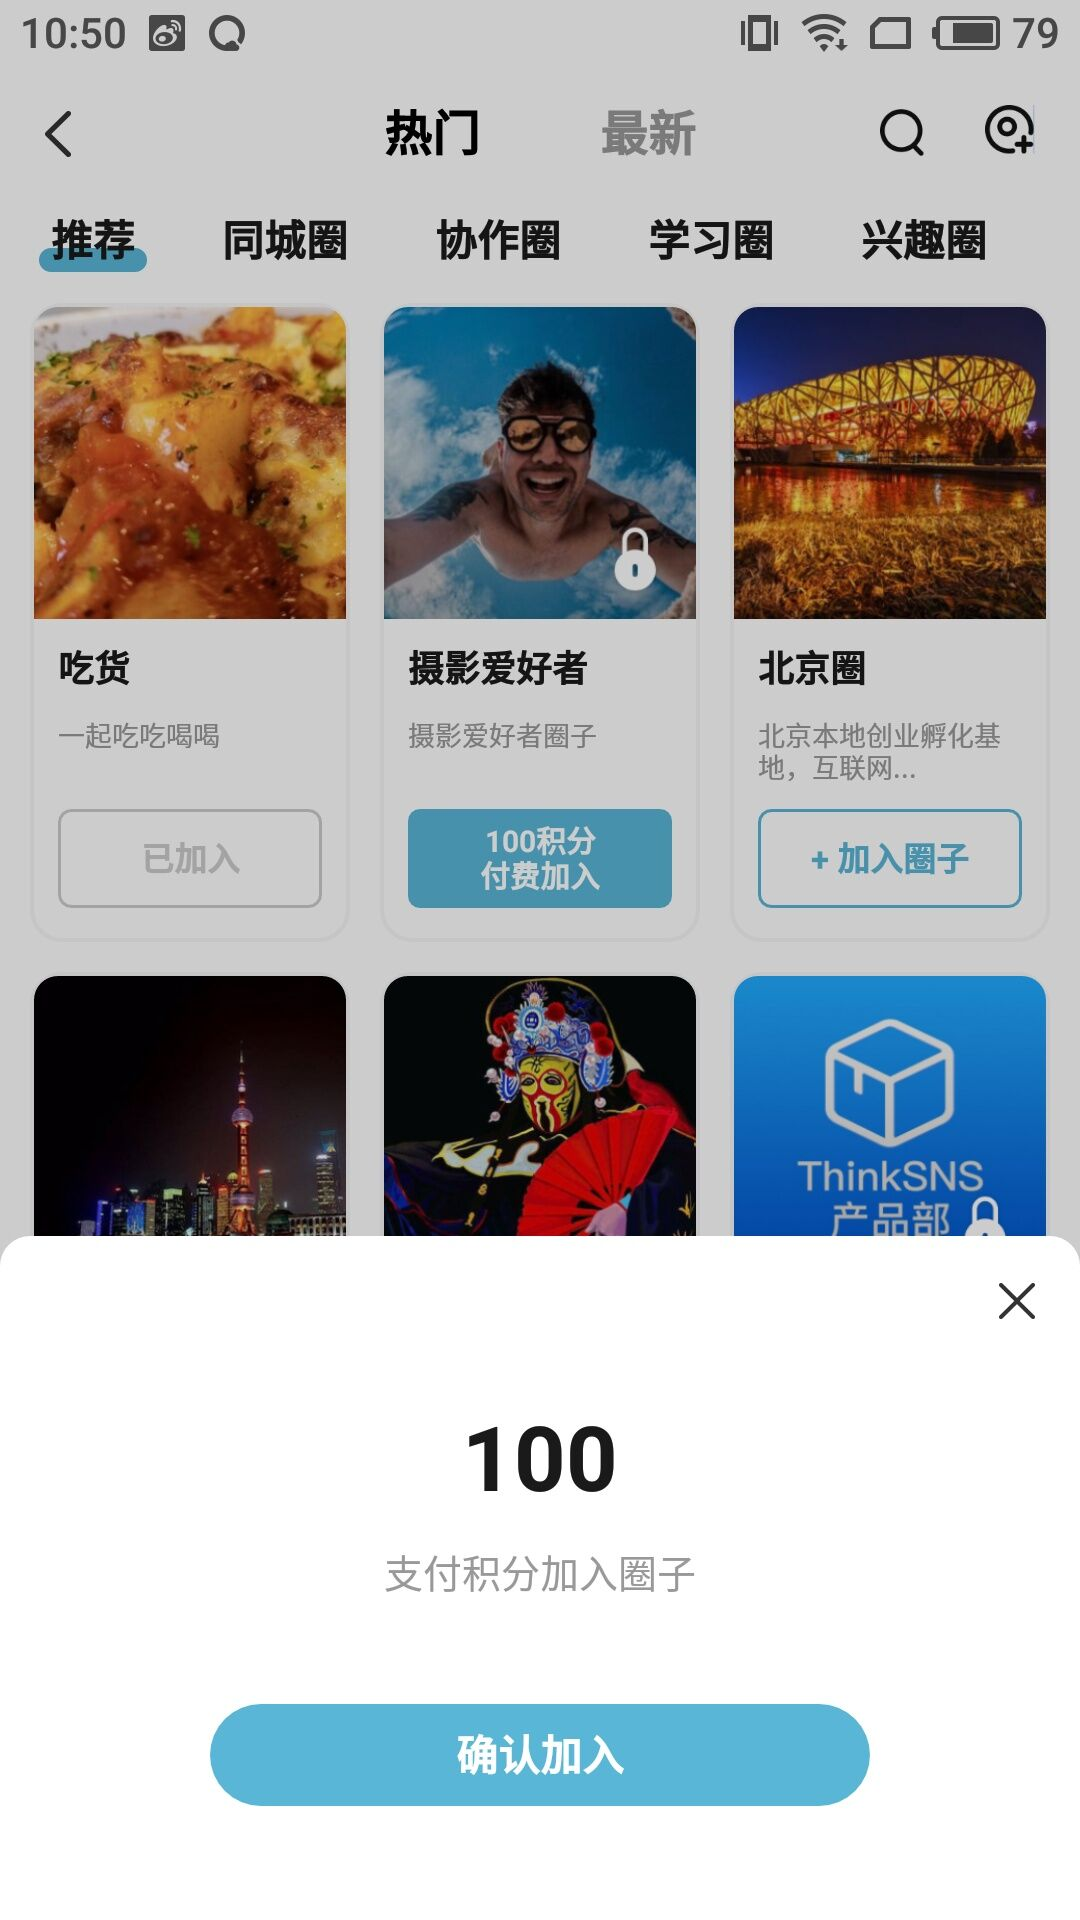 10:50 79
热门 最新
推荐 同城圈 协作圈 学习圈 兴趣圈
吃货 摄影爱好者 北京圈
一起吃吃喝喝 摄影爱好者圈子 北京本地创业孵化基
地，互联网...
已加入 100积分 + 加入圈子
付费加入
ThinkSNS
产品部
100
支付积分加入圈子
确认加入